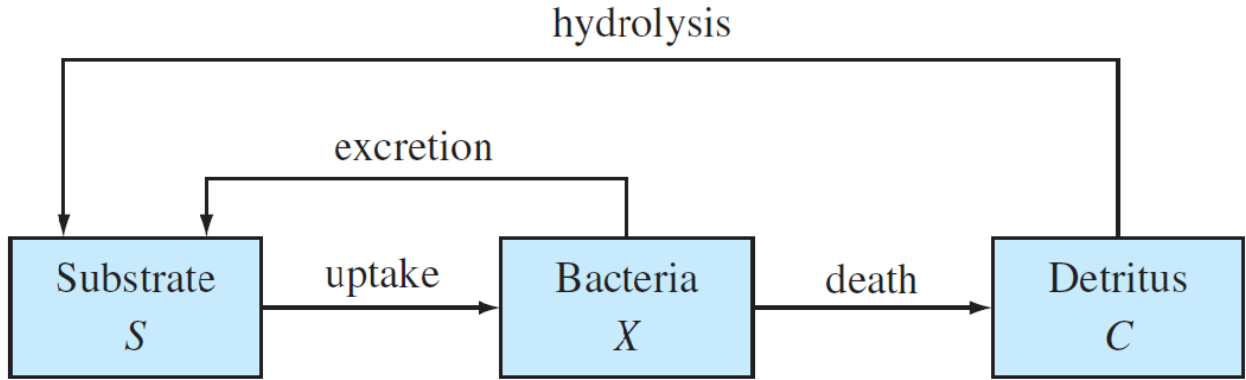 hydrolysis
excretion
Substrate
S
uptake
Bacteria
X
death
Detritus
C